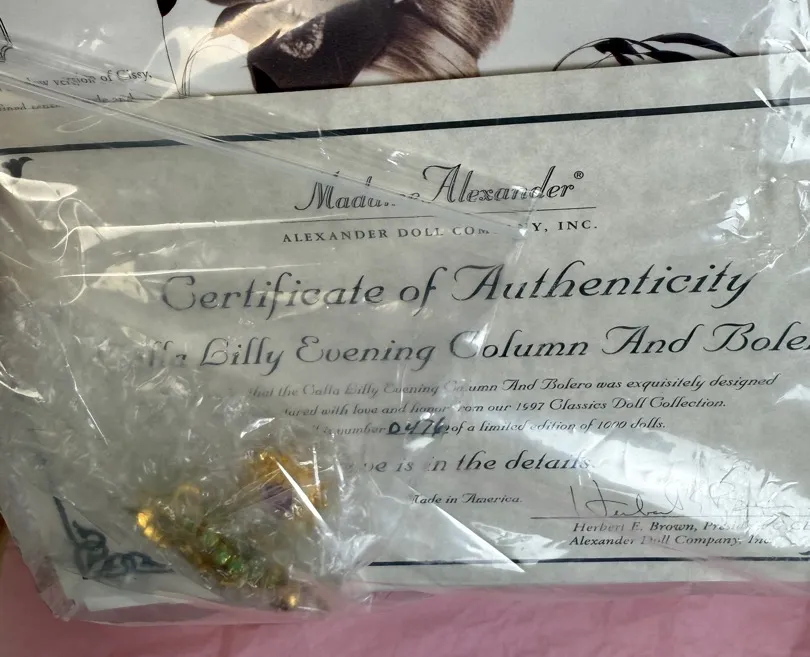 version of Cissy,
Madame Alexander®
ALEXANDER DOLL COMPANY, INC.
Certificate of Authenticity
Lilly Evening Column And Bole
that the Calla Lilly Evening Column And Bolero was exquisitely designed
with love and honor from our 1997 Classics Doll Collection.
is number 0476 of a limited edition of 1000 dolls.
is in the details.
Made in America.
Herbert E. Brown,
Alexander Doll Company, Inc.